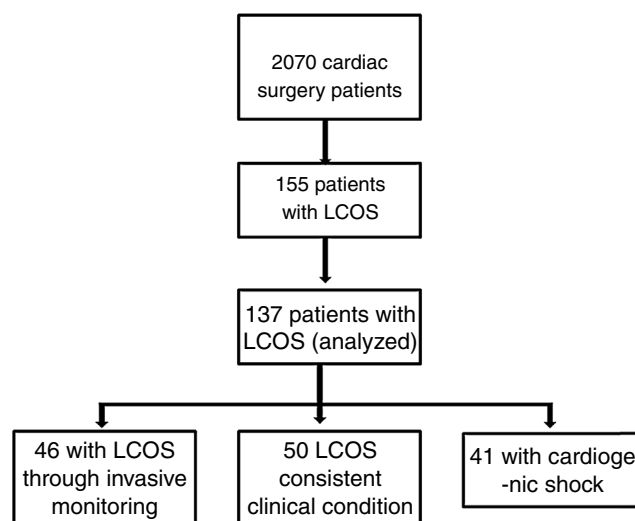 2070 cardiac
surgery patients
155 patients
with LCOS
137 patients with
LCOS (analyzed)
46 with LCOS
through invasive
monitoring
50 LCOS
consistent
clinical condition
41 with cardioge
-nic shock